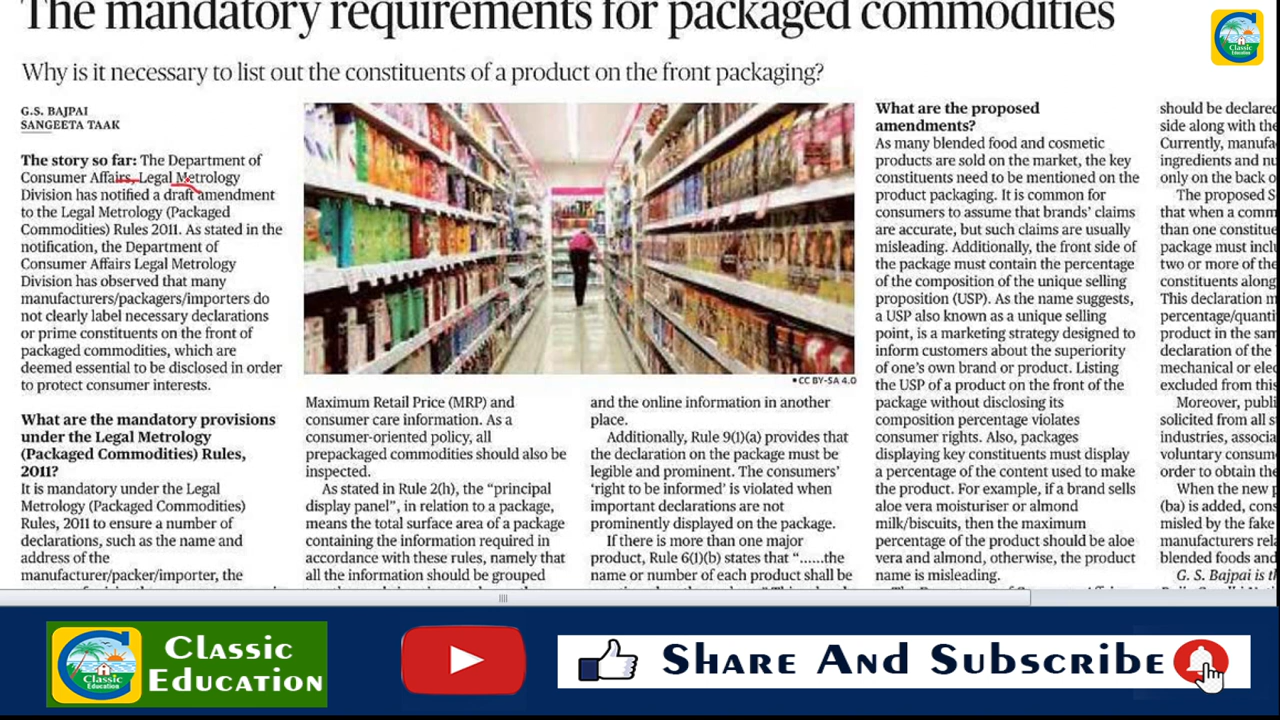 The mandatory requirements for packaged commodities
Why is it necessary to list out the constituents of a product on the front packaging?
G.S. BAJPAI
SANGEETA TAAK
The story so far: The Department of
Consumer Affairs, Legal Metrology
Division has notified a draft amendment
to the Legal Metrology (Packaged
Commodities) Rules 2011. As stated in the
notification, the Department of
Consumer Affairs Legal Metrology
Division has observed that many
manufacturers/packagers/importers do
not clearly label necessary declarations
or prime constituents on the front of
packaged commodities, which are
deemed essential to be disclosed in order
to protect consumer interests.
What are the mandatory provisions
under the Legal Metrology
(Packaged Commodities) Rules,
2011?
It is mandatory under the Legal
Metrology (Packaged Commodities)
Rules, 2011 to ensure a number of
declarations, such as the name and
address of the
manufacturer/packer/importer, the
CC BY-SA 4.0
Maximum Retail Price (MRP) and
consumer care information. As a
consumer-oriented policy, all
prepackaged commodities should also be
inspected.
As stated in Rule 2(h), the “principal
display panel”, in relation to a package,
means the total surface area of a package
containing the information required in
accordance with these rules, namely that
all the information should be grouped
and the online information in another
place.
Additionally, Rule 9(1)(a) provides that
the declaration on the package must be
legible and prominent. The consumers’
‘right to be informed’ is violated when
important declarations are not
prominently displayed on the package.
If there is more than one major
product, Rule 6(1)(b) states that “......the
name or number of each product shall be
What are the proposed
amendments?
As many blended food and cosmetic
products are sold on the market, the key
constituents need to be mentioned on the
product packaging. It is common for
consumers to assume that brands’ claims
are accurate, but such claims are usually
misleading. Additionally, the front side of
the package must contain the percentage
of the composition of the unique selling
proposition (USP). As the name suggests,
a USP also known as a unique selling
point, is a marketing strategy designed to
inform customers about the superiority
of one’s own brand or product. Listing
the USP of a product on the front of the
package without disclosing its
composition percentage violates
consumer rights. Also, packages
displaying key constituents must display
a percentage of the content used to make
the product. For example, if a brand sells
aloe vera moisturiser or almond
milk/biscuits, then the maximum
percentage of the product should be aloe
vera and almond, otherwise, the product
name is misleading.
should be declared
side along with the
Currently, manufa
ingredients and nu
only on the back o
The proposed S
that when a comm
than one constitue
package must inclu
two or more of the
constituents along
This declaration m
percentage/quanti
product in the sam
declaration of the
mechanical or elec
excluded from this
Moreover, publi
solicited from all s
industries, associa
voluntary consum
order to obtain the
When the new p
(ba) is added, cons
misled by the fake
manufacturers rela
blended foods and
G. S. Bajpai is th
Classic
Education
Classic
Education
Classic
Education
Share And Subscribe